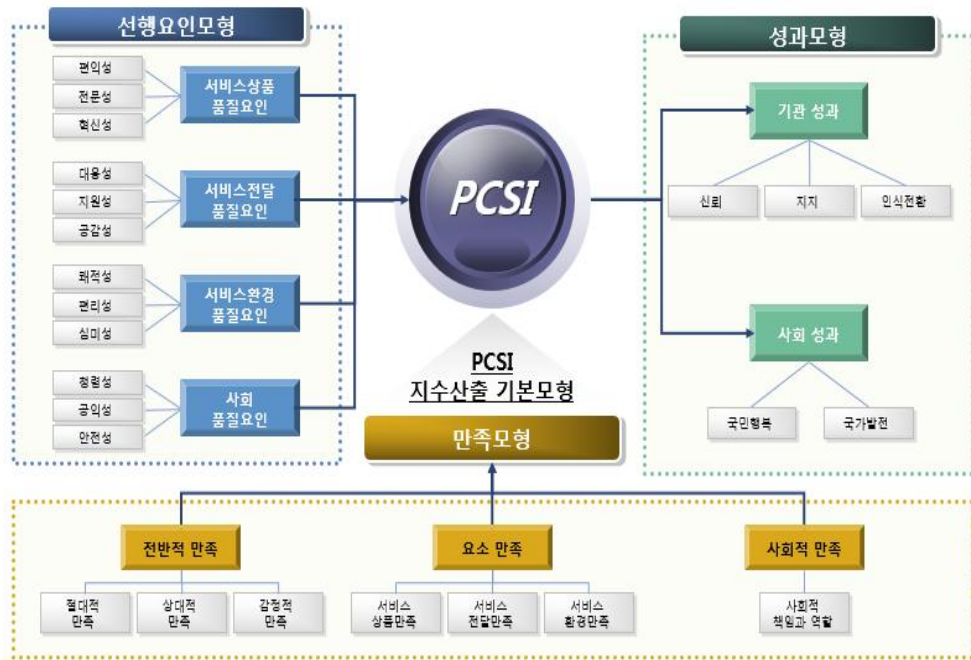 선행요인모형
편익성
전문성
혁신성
서비스상품
품질요인
대응성
지원성
공감성
서비스전달
품질요인
쾌적성
편리성
심미성
서비스환경
품질요인
청렴성
공익성
안전성
사회
품질요인
PCSI
PCSI
지수산출 기본모형
만족모형
성과모형
기관 성과
신뢰
지지
인식전환
사회 성과
국민행복
국가발전
전반적 만족
절대적
만족
상대적
만족
감정적
만족
요소 만족
서비스
상품만족
서비스
전달만족
서비스
환경만족
사회적 만족
사회적
책임과 역할